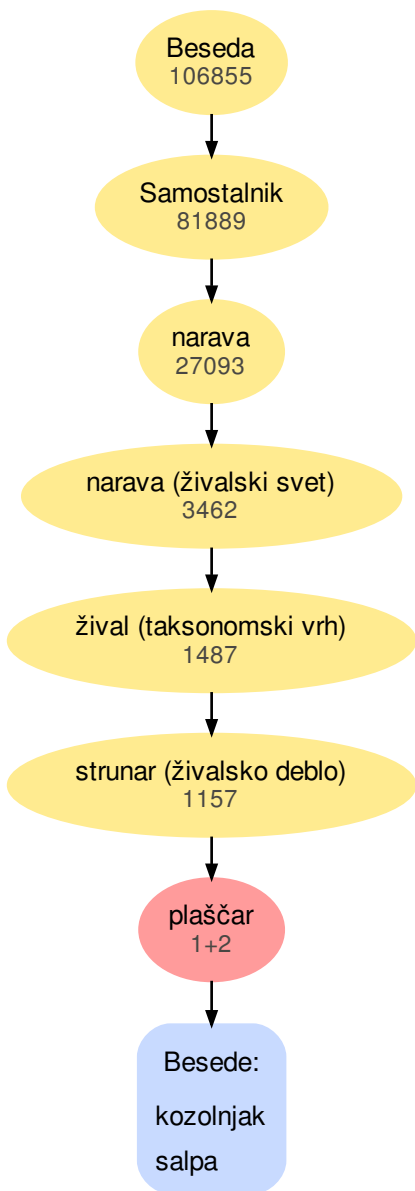 Beseda
106855
Samostalnik
81889
narava
27093
narava (živalski svet)
3462
žival (taksonomski vrh)
1487
strunar (živalsko deblo)
1157
plaščar
1+2
Besede:
kozolnjak
salpa